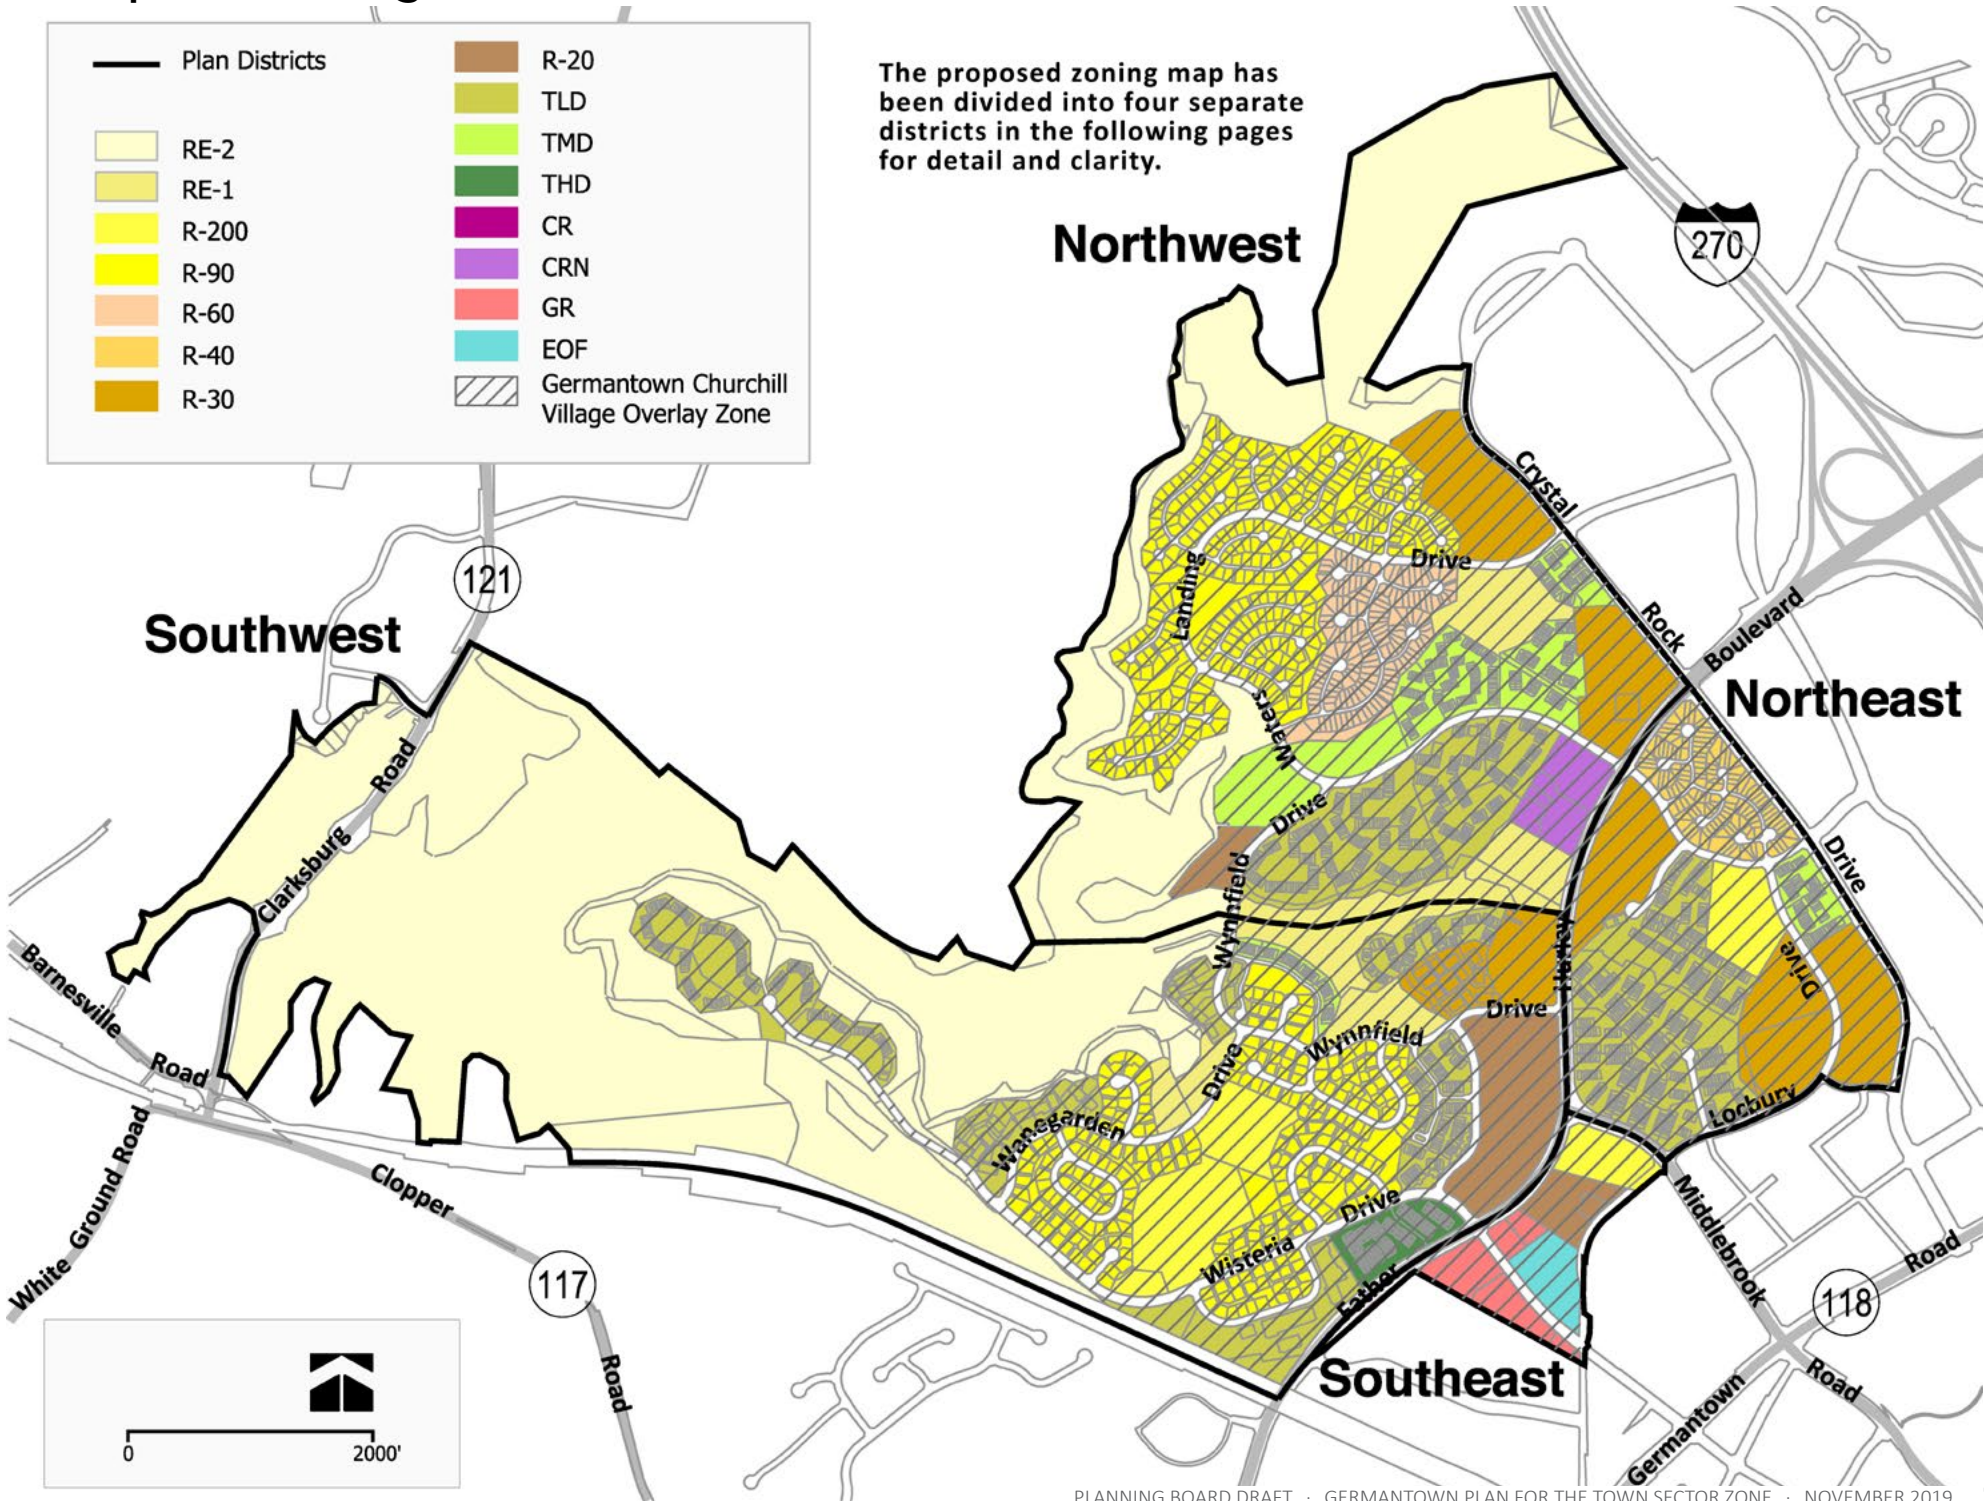 Plan Districts
RE-2
RE-1
R-200
R-90
R-60
R-40
R-30
R-20
TLD
TMD
THD
CR
CRN
GR
EOF
Germantown Churchill
Village Overlay Zone
The proposed zoning map has
been divided into four separate
districts in the following pages
for detail and clarity.
Northwest
270
Crystal
Drive
Landing
Rock
Boulevard
121
Southwest
Northeast
Waters
Road
Drive
Drive
Clarksburg
Wynnfield
Drive
Barnesville
Road
Drive
Wynnfield
Drive
Wanegarden
Locbury
White Ground Road
Clopper
Drive
Wisteria
Father
Middlebrook
Road
117
118
Road
Southeast
Road
Germantown
0
2000'
PLANNING BOARD DRAFT · GERMANTOWN PLAN FOR THE TOWN SECTOR ZONE · NOVEMBER 2019